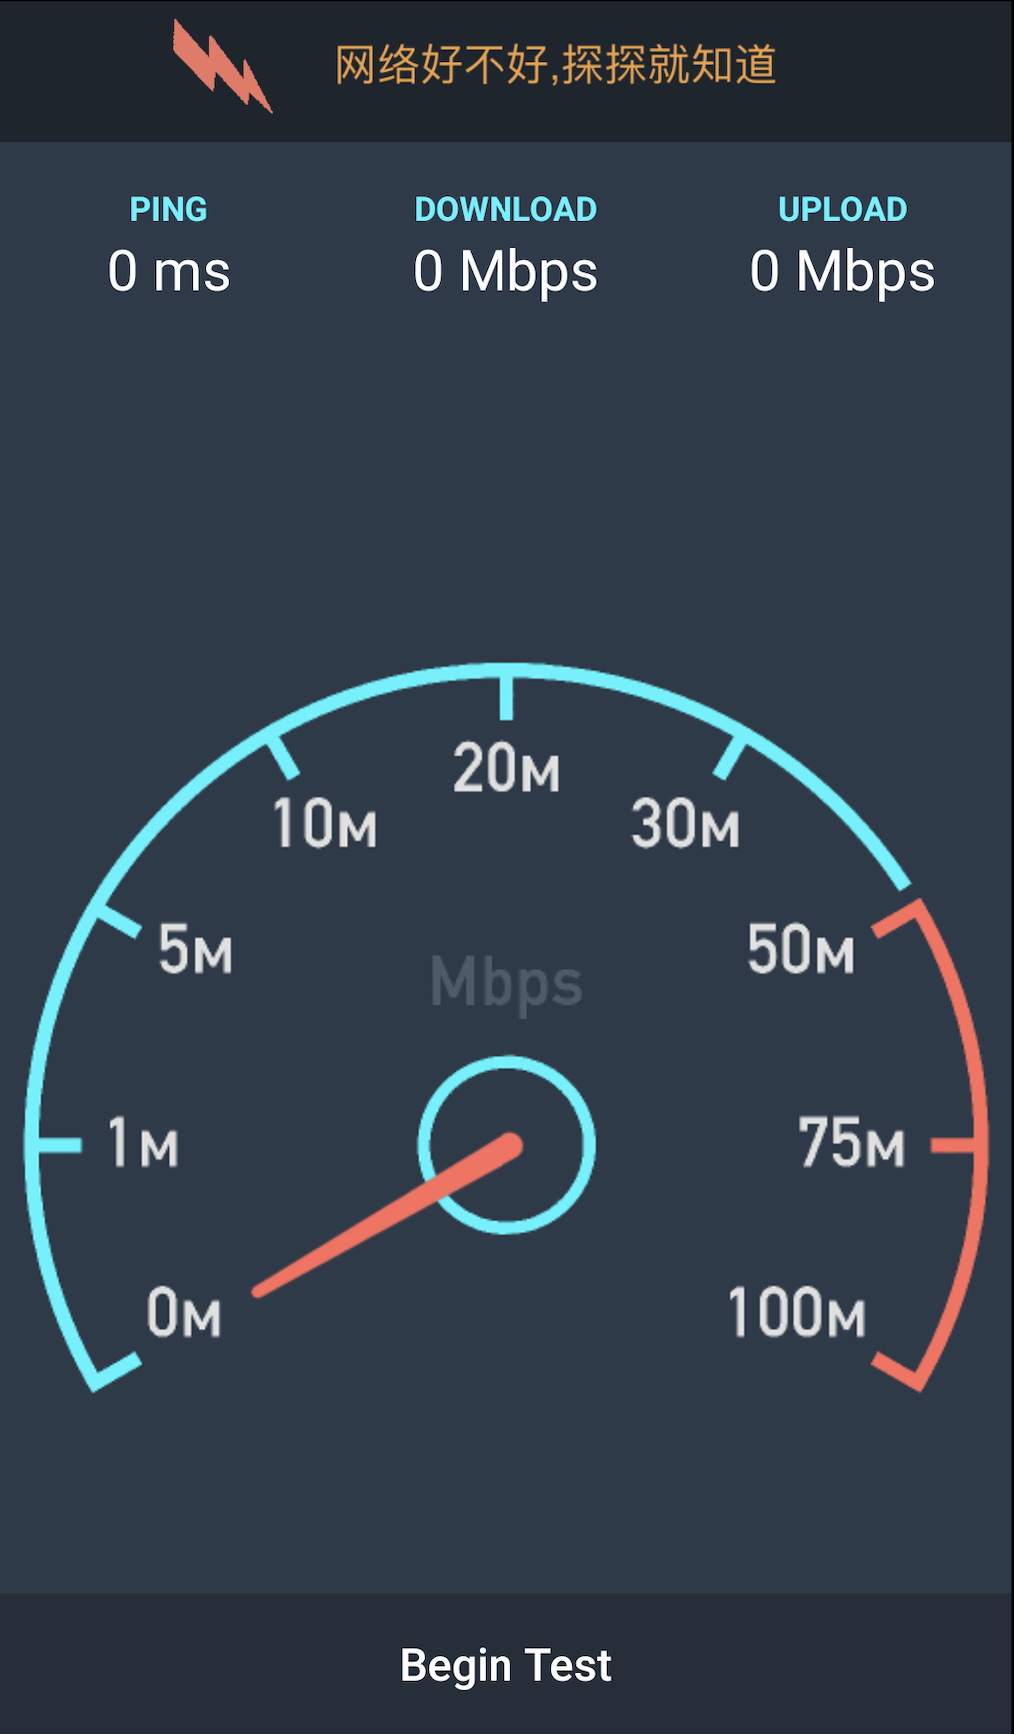 网络好不好,探探就知道
PING DOWNLOAD UPLOAD
0 ms 0 Mbps 0 Mbps
20M
10M 30M
5M 50M
Mbps
1M 75M
0M 100M
Begin Test